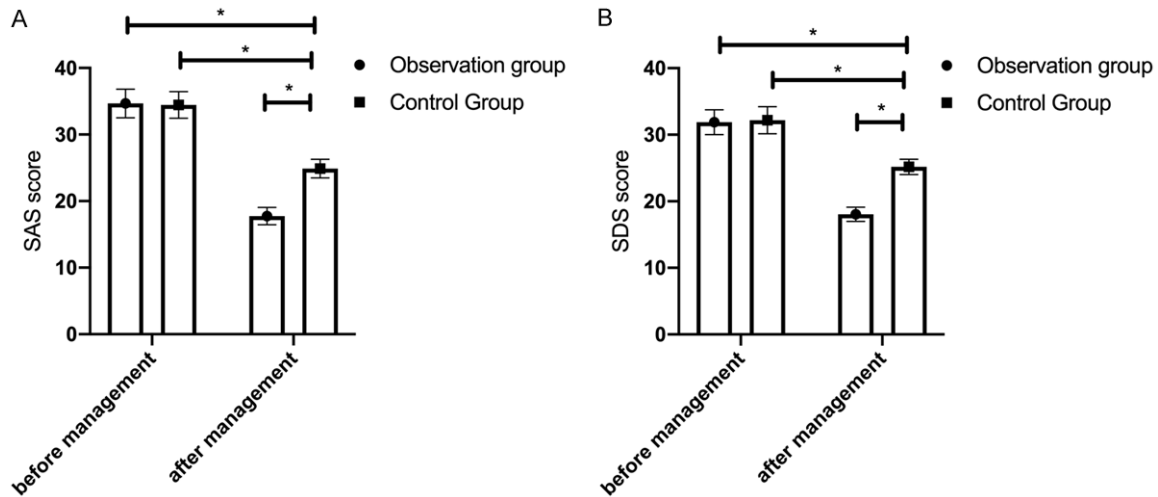 A
*
*
*
Observation group
Control Group
SAS score
40
30
20
10
0
before management
after management
B
*
*
*
Observation group
Control Group
SDS score
40
30
20
10
0
before management
after management